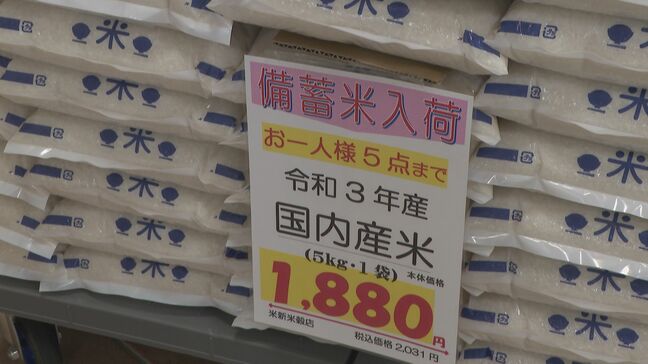 備蓄米入荷
お一人様5点まで
令和3年産
国内産米
(5kg・1袋) 本体価格
1,880円
米新米穀店
税込価格 2,031円
米
米
米
米
米
米
米
米
米
米
米
米
米
米